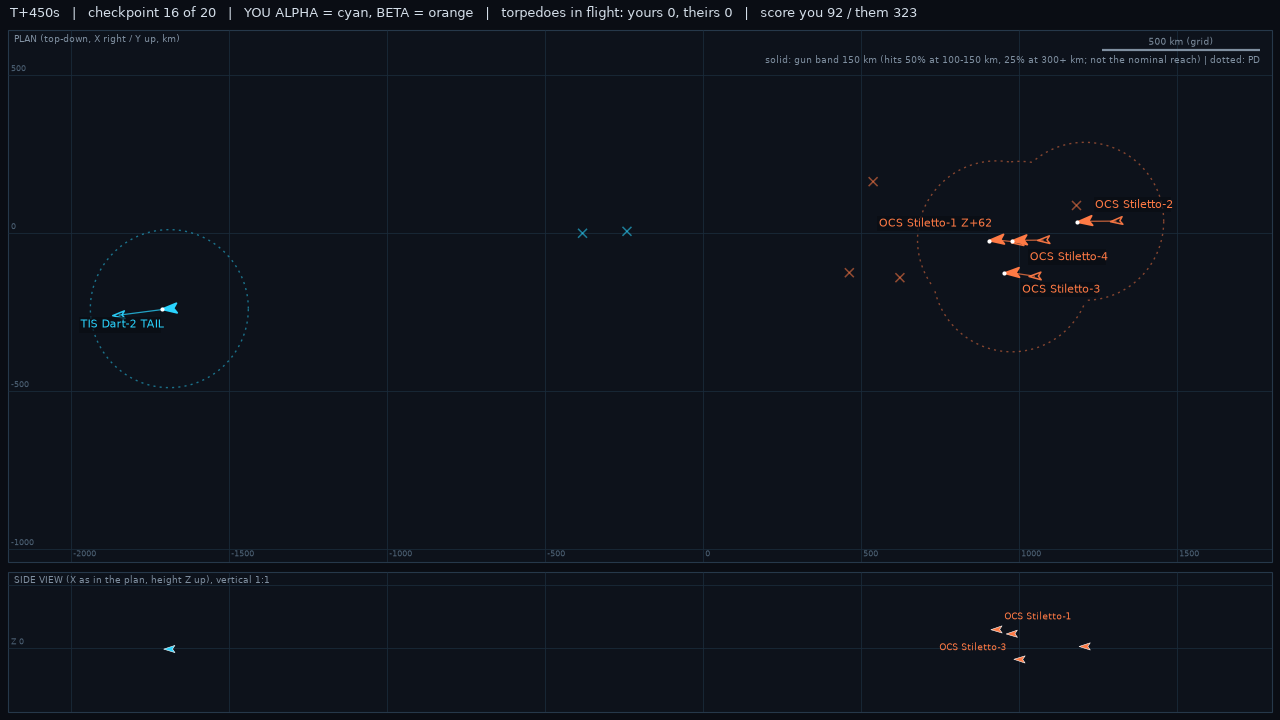 T+450s | checkpoint 16 of 20 | YOU ALPHA = cyan, BETA = orange | torpedoes in flight: yours 0, theirs 0 | score you 92 / them 323
PLAN (top-down, X right / Y up, km)
500 km (grid)
solid: gun band 150 km (hits 50% at 100-150 km, 25% at 300+ km; not the nominal reach) | dotted: PD
500
OCS Stiletto-2
OCS Stiletto-1 Z+62
0
OCS Stiletto-4
OCS Stiletto-3
TIS Dart-2 TAIL
-500
-1000
-2000
-1500
-1000
-500
0
500
1000
1500
SIDE VIEW (X as in the plan, height Z up), vertical 1:1
OCS Stiletto-1
Z 0
OCS Stiletto-3